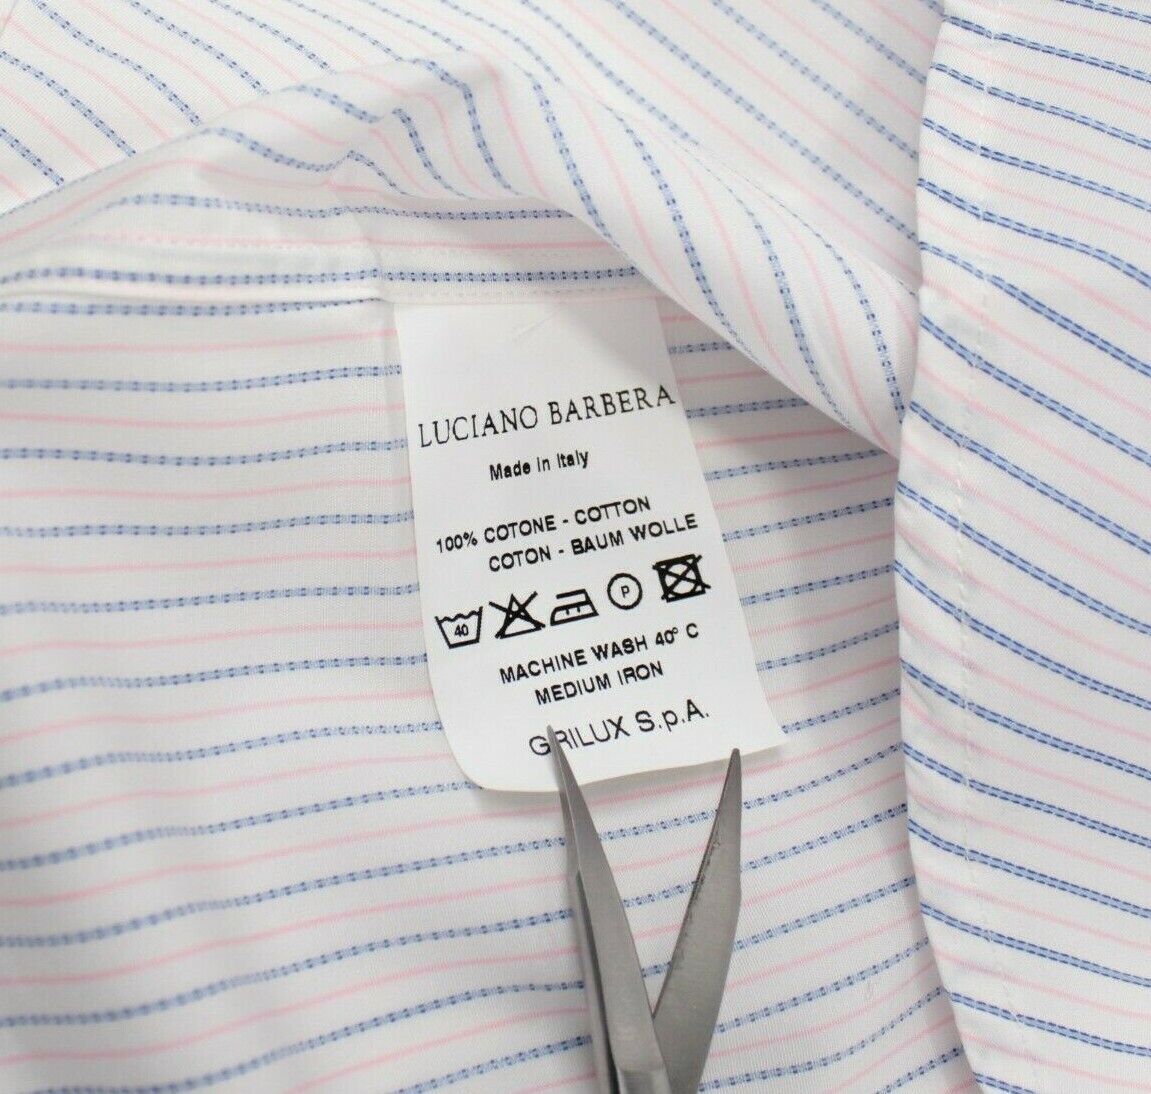 LUCIANO BARBERA
Made in Italy
100% COTONE - COTTON
COTON - BAUM WOLLE
40 P
MACHINE WASH 40° C
MEDIUM IRON
GRILUX S.p.A.